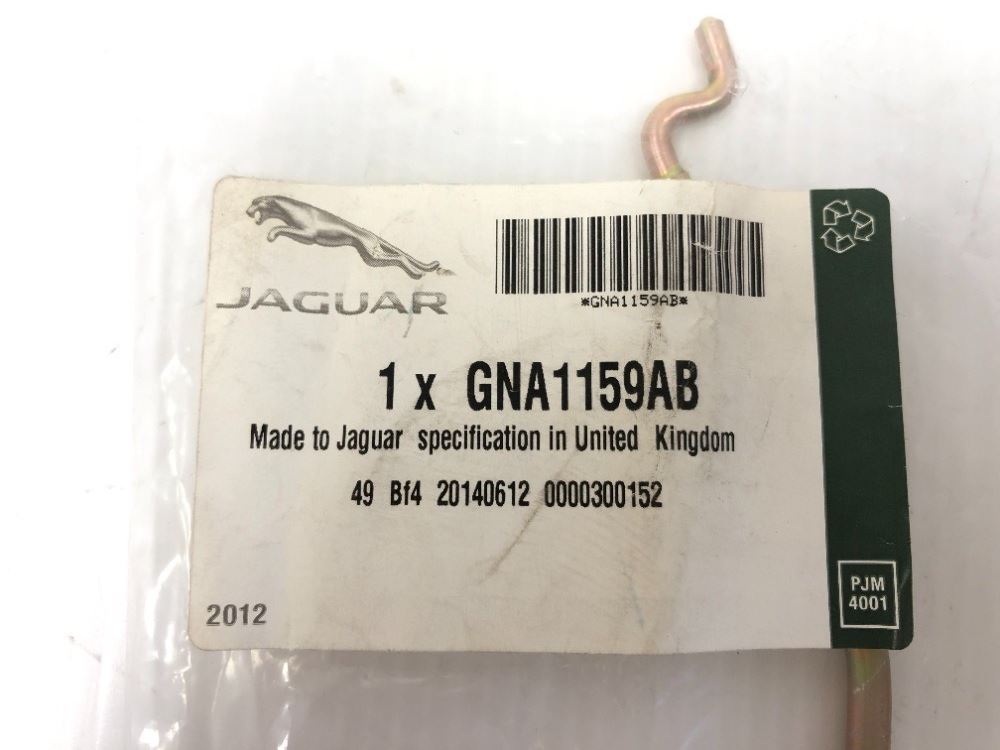 JAGUAR
*GNA1159AB*
1 x GNA1159AB
Made to Jaguar specification in United Kingdom
49 Bf4 20140612 0000300152
2012
PJM
4001